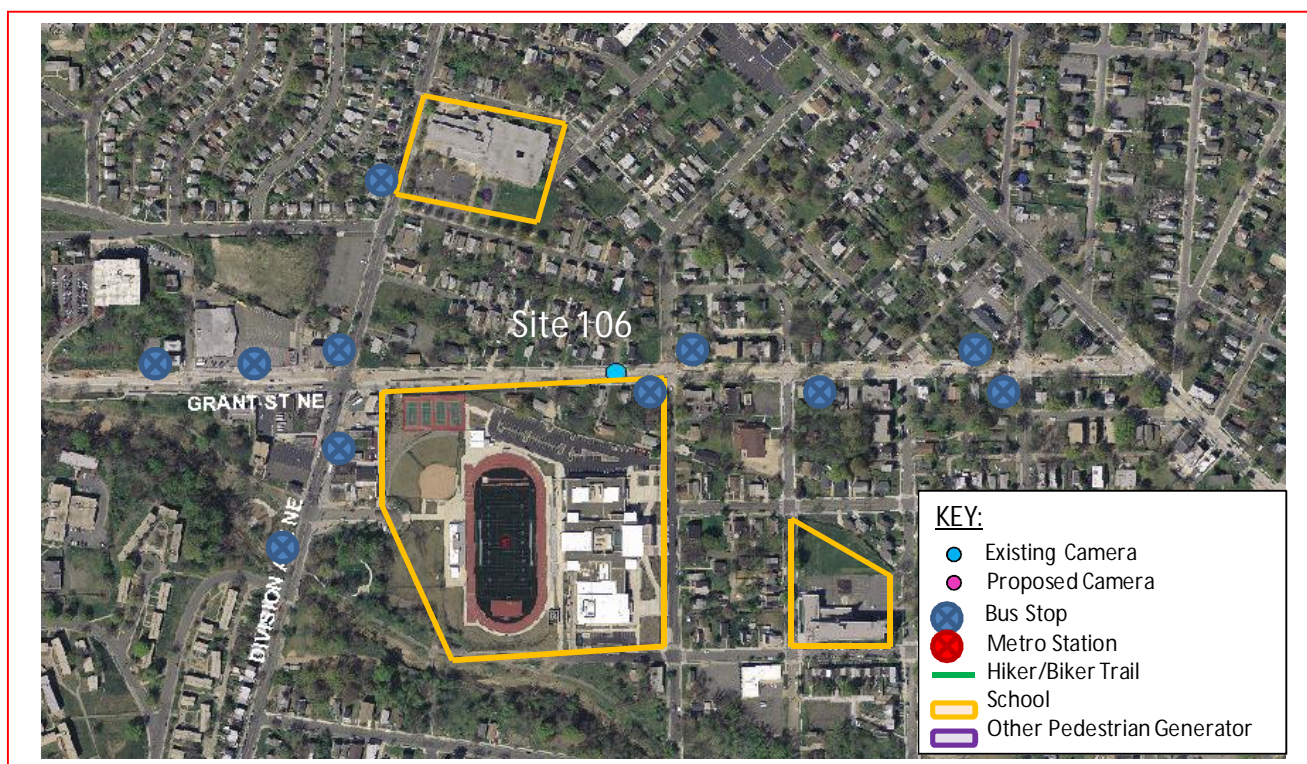 Site 106
GRANT ST NE
DIVISION
NE
KEY:
Existing Camera
Proposed Camera
Bus Stop
Metro Station
Hiker/Biker Trail
School
Other Pedestrian Generator